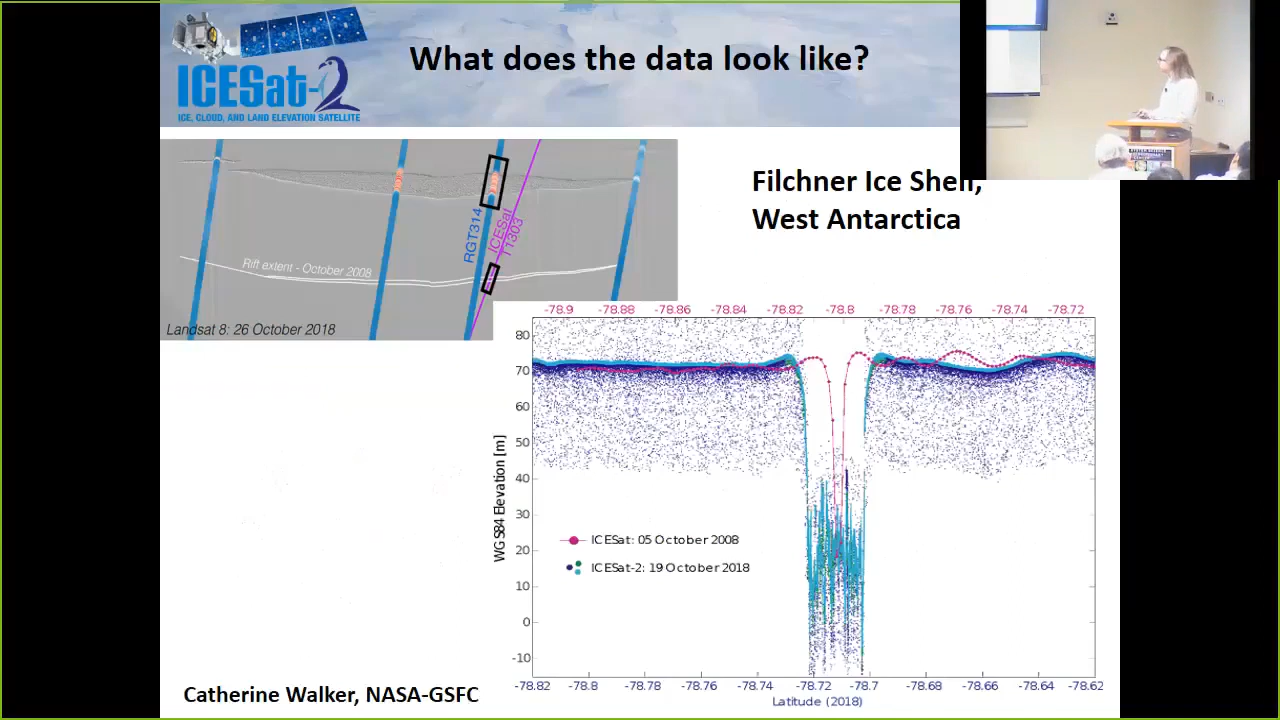 What does the data look like?
ICESat-2
ICE, CLOUD, AND LAND ELEVATION SATELLITE
Filchner Ice Shelf,
West Antarctica
RGT314
ICESat
T1303
Rift extent - October 2008
Landsat 8: 26 October 2018
-78.9 -78.88 -78.86 -78.84 -78.82 -78.8 -78.78 -78.76 -78.74 -78.72
80
70
60
50
40
30
20
10
0
-10
WGS84 Elevation [m]
ICESat: 05 October 2008
ICESat-2: 19 October 2018
-78.82 -78.8 -78.78 -78.76 -78.74 -78.72 -78.7 -78.68 -78.66 -78.64 -78.62
Latitude (2018)
Catherine Walker, NASA-GSFC